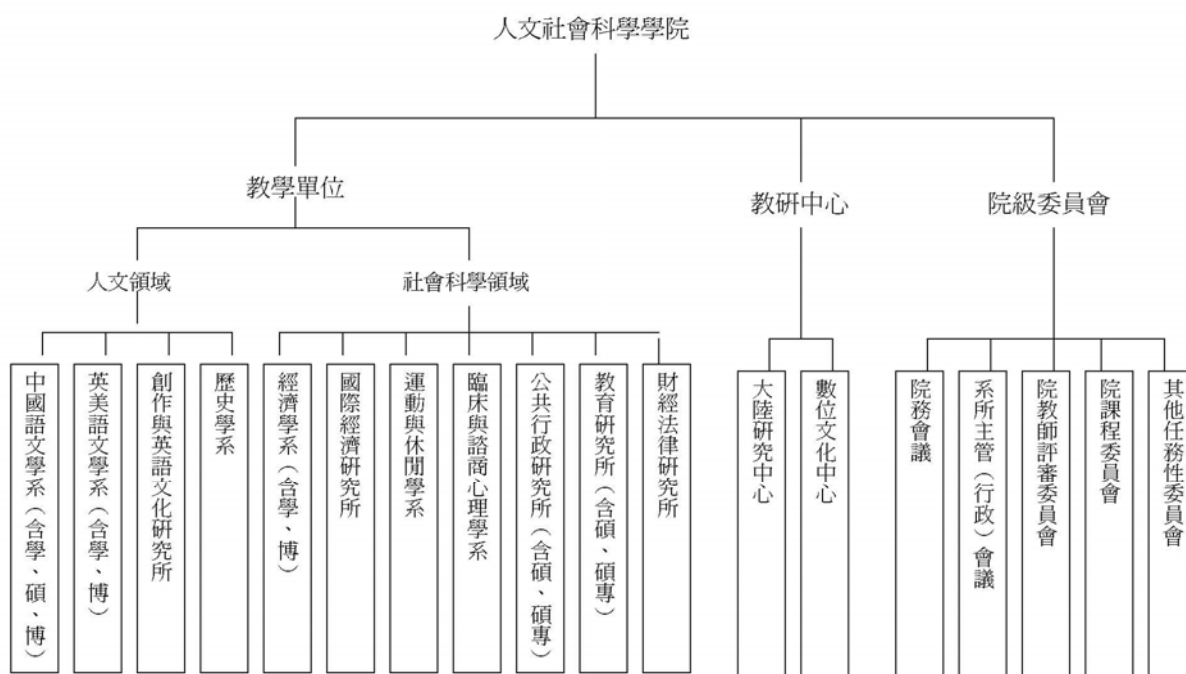 人文社會科學學院
教學單位
教研中心
院級委員會
人文領域
社會科學領域
中國語文學系（含學、碩、博）
英美語文學系（含學、博）
創作與英語文化研究所
歷史學系
經濟學系（含學、博）
國際經濟研究所
運動與休閒學系
臨床與諮商心理學系
公共行政研究所（含碩、碩專）
教育研究所（含碩、碩專）
財經法律研究所
大陸研究中心
數位文化中心
院務會議
系所主管（行政）會議
院教師評審委員會
院課程委員會
其他任務性委員會